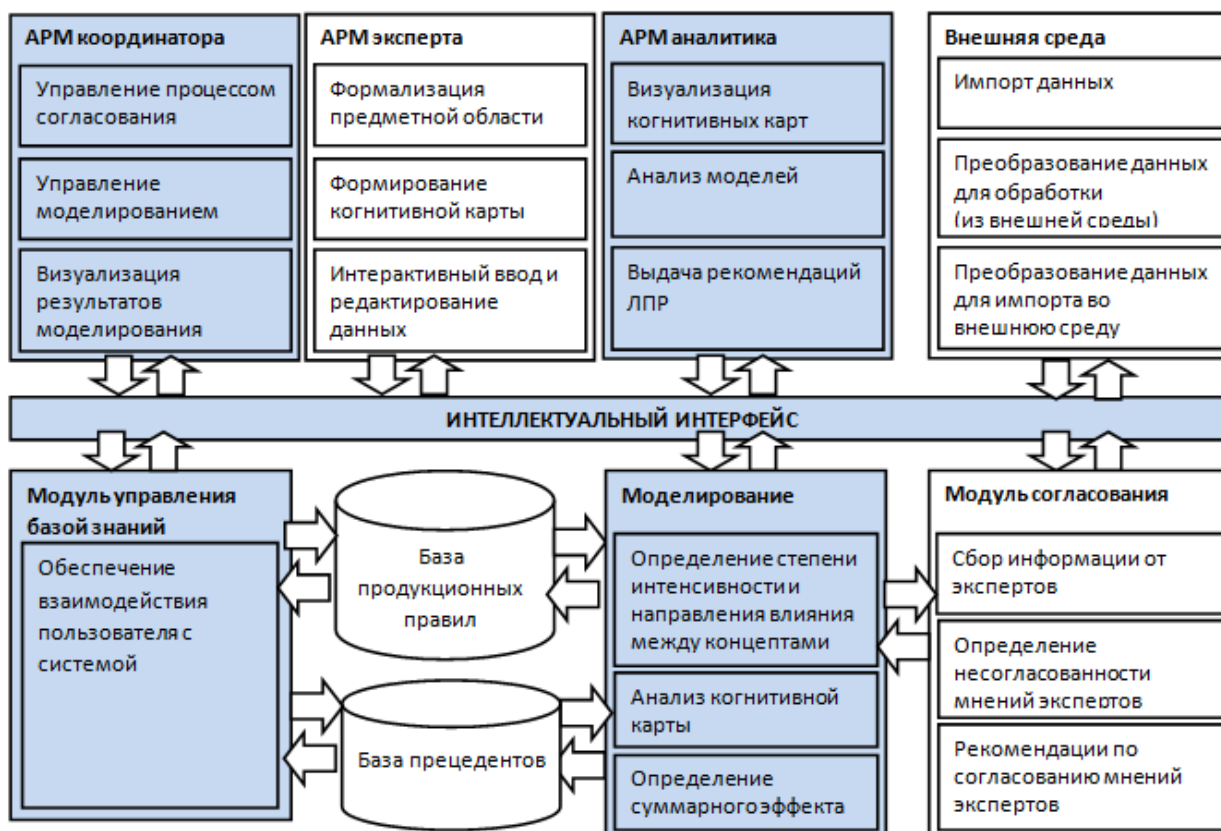 АРМ координатора
Управление процессом
согласования
Управление
моделированием
Визуализация
результатов
моделирования
АРМ эксперта
Формализация
предметной области
Формирование
когнитивной карты
Интерактивный ввод и
редактирование
данных
АРМ аналитика
Визуализация
когнитивных карт
Анализ моделей
Выдача рекомендаций
ЛПР
Внешняя среда
Импорт данных
Преобразование данных
для обработки
(из внешней среды)
Преобразование данных
для импорта во
внешнюю среду
ИНТЕЛЛЕКТУАЛЬНЫЙ ИНТЕРФЕЙС
Модуль управления
базой знаний
Обеспечение
взаимодействия
пользователя с
системой
База
продукционных
правил
База прецедентов
Моделирование
Определение степени
интенсивности и
направления влияния
между концептами
Анализ когнитивной
карты
Определение
суммарного эффекта
Модуль согласования
Сбор информации от
экспертов
Определение
несогласованности
мнений экспертов
Рекомендации по
согласованию мнений
экспертов